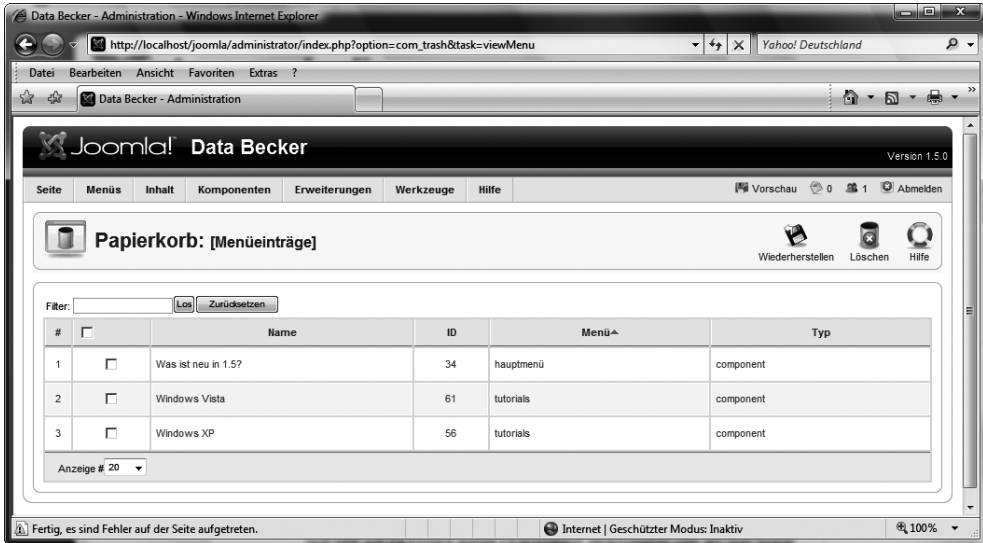 Data Becker - Administration - Windows Internet Explorer
http://localhost/joomla/administrator/index.php?option=com_trash&task=viewMenu
Yahoo! Deutschland
Datei Bearbeiten Ansicht Favoriten Extras ?
Data Becker - Administration
Joomla! Data Becker
Version 1.5.0
Seite Menüs Inhalt Komponenten Erweiterungen Werkzeuge Hilfe Vorschau 0 1 Abmelden
Papierkorb: [Menüeinträge]
Wiederherstellen Löschen Hilfe
Filter: Los Zurücksetzen
# Name ID Menü Typ
1 Was ist neu in 1.5? 34 hauptmenü component
2 Windows Vista 61 tutorials component
3 Windows XP 56 tutorials component
Anzeige # 20
Fertig, es sind Fehler auf der Seite aufgetreten. Internet | Geschützter Modus: Inaktiv 100%